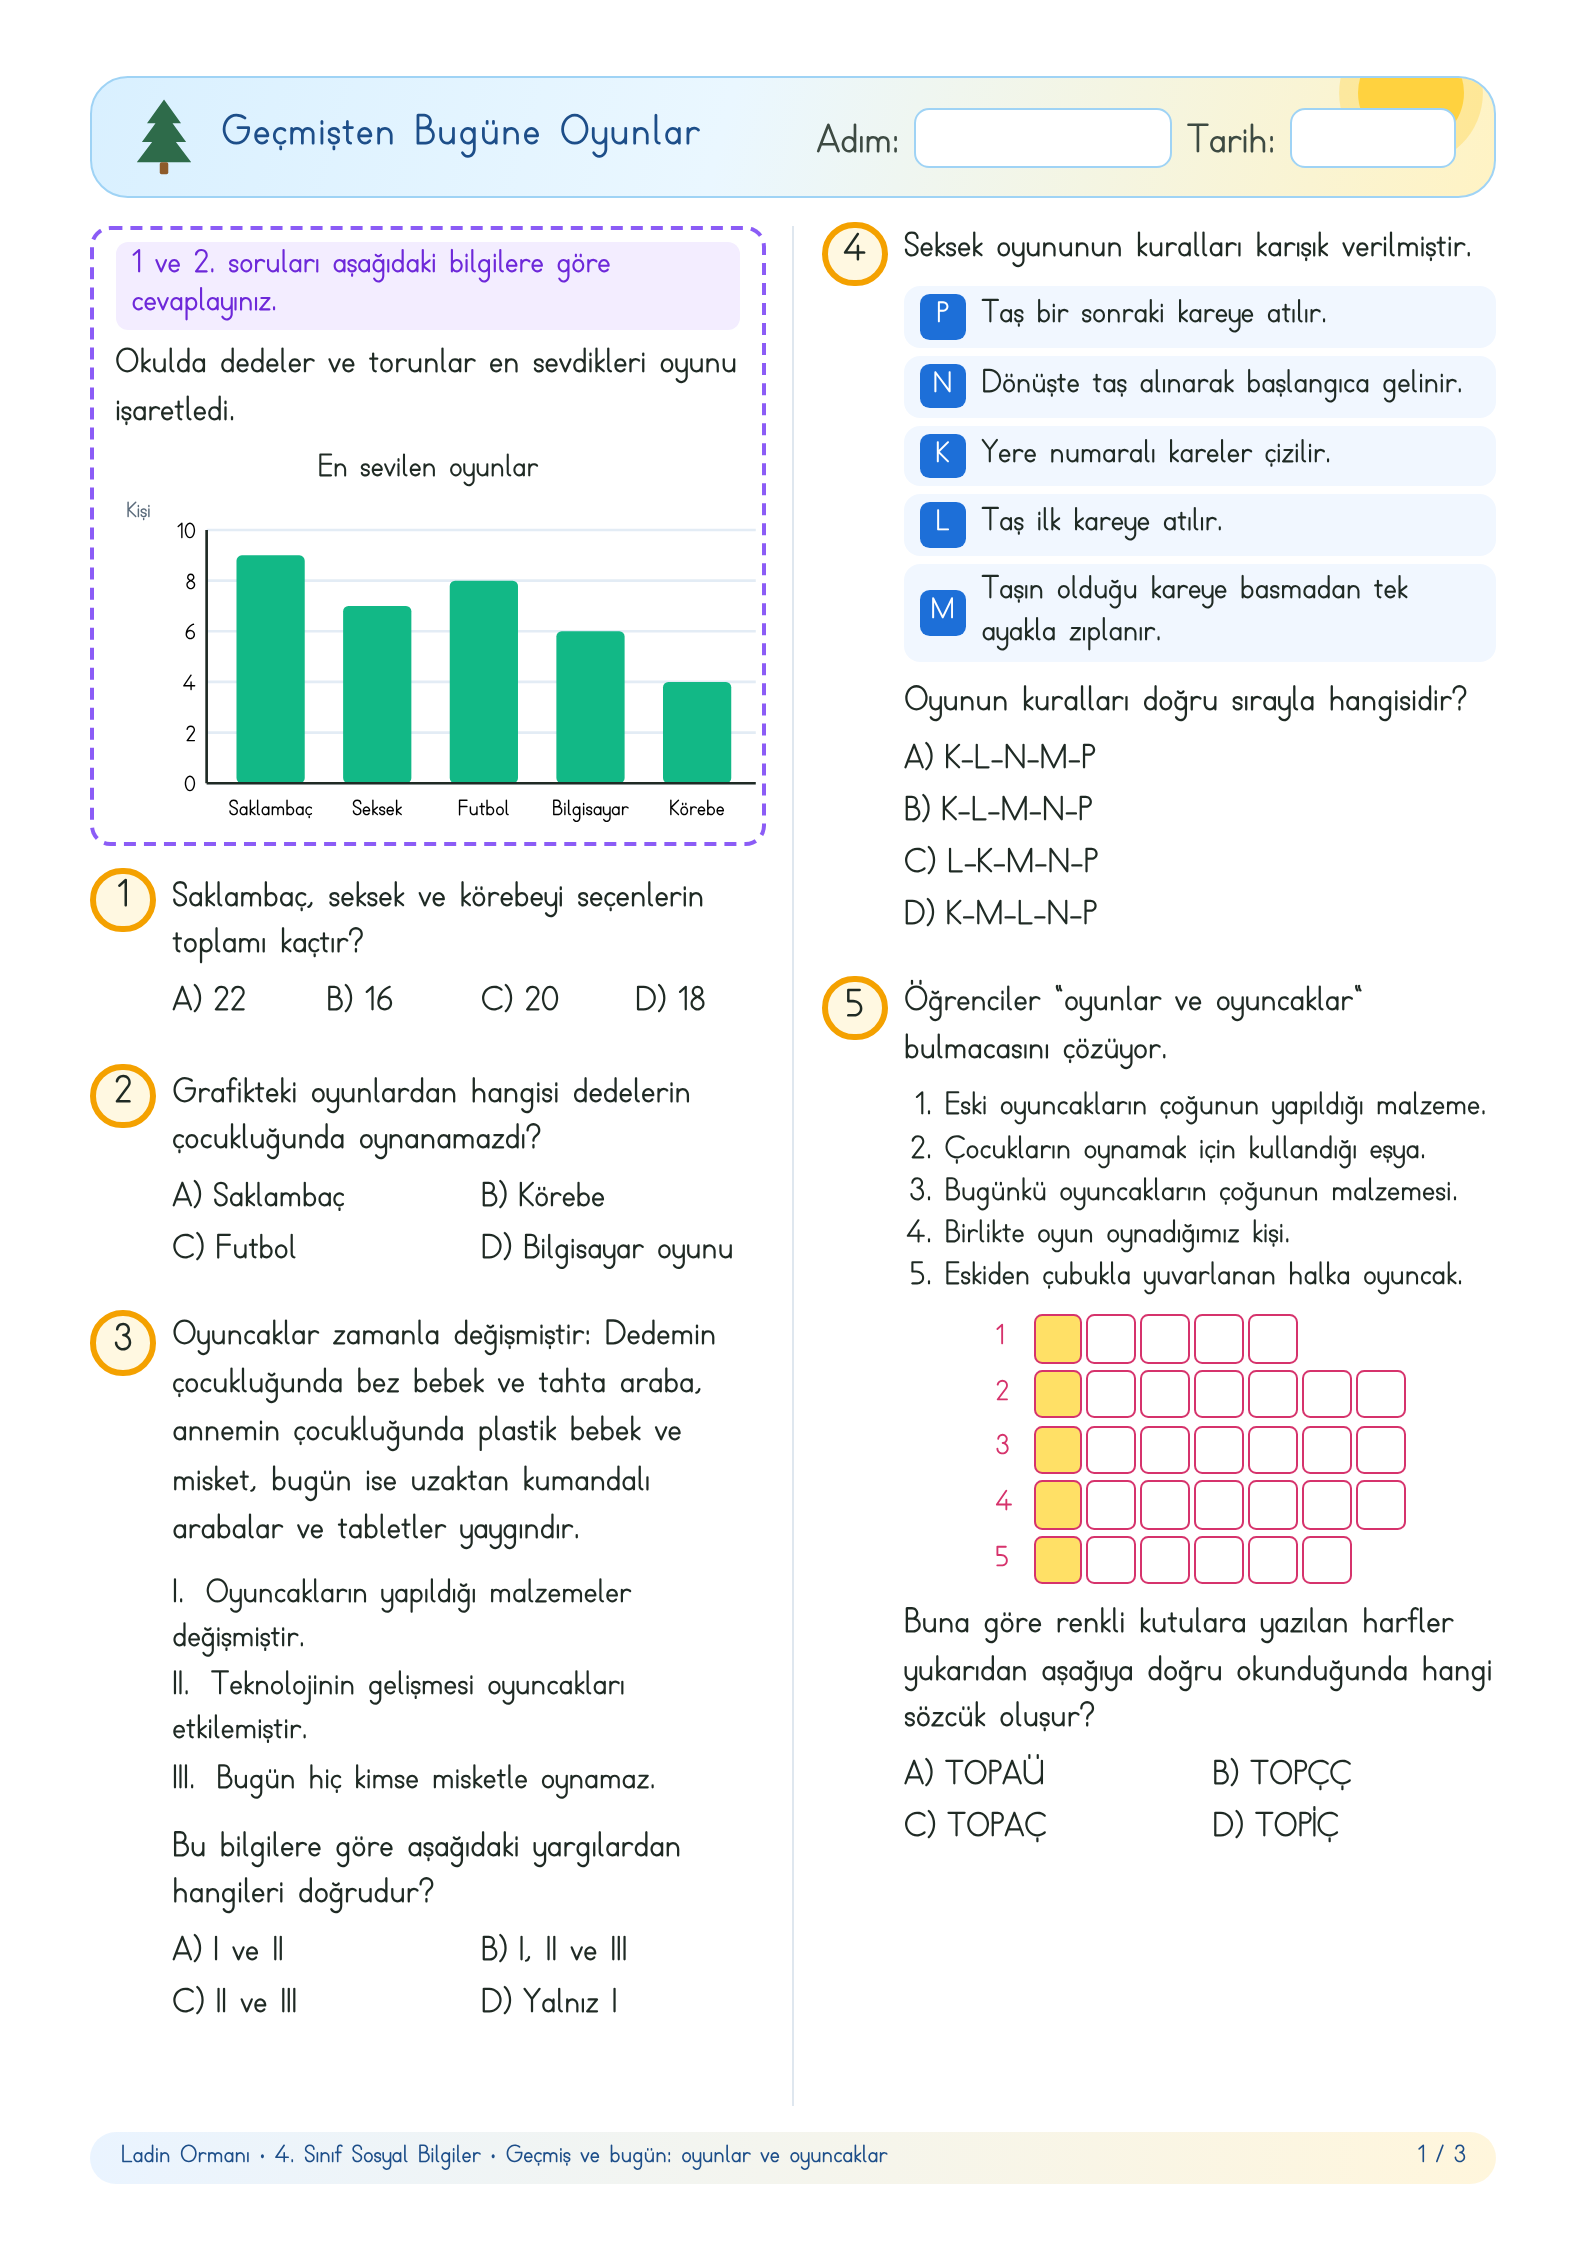 Geçmişten Bugüne Oyunlar
Adım:
Tarih:
1 ve 2. soruları aşağıdaki bilgilere göre
cevaplayınız.
Okulda dedeler ve torunlar en sevdikleri oyunu
işaretledi.
En sevilen oyunlar
Kişi
10
8
6
4
2
0
Saklambaç Seksek Futbol Bilgisayar Körebe
1 Saklambaç, seksek ve körebeyi seçenlerin
toplamı kaçtır?
A) 22 B) 16 C) 20 D) 18
2 Grafikteki oyunlardan hangisi dedelerin
çocukluğunda oynanamazdı?
A) Saklambaç B) Körebe
C) Futbol D) Bilgisayar oyunu
3 Oyuncaklar zamanla değişmiştir: Dedemin
çocukluğunda bez bebek ve tahta araba,
annemin çocukluğunda plastik bebek ve
misket, bugün ise uzaktan kumandalı
arabalar ve tabletler yaygındır.
I. Oyuncakların yapıldığı malzemeler
değişmiştir.
II. Teknolojinin gelişmesi oyuncakları
etkilemiştir.
III. Bugün hiç kimse misketle oynamaz.
Bu bilgilere göre aşağıdaki yargılardan
hangileri doğrudur?
A) I ve II B) I, II ve III
C) II ve III D) Yalnız I
4 Seksek oyununun kuralları karışık verilmiştir.
P Taş bir sonraki kareye atılır.
N Dönüşte taş alınarak başlangıca gelinir.
K Yere numaralı kareler çizilir.
L Taş ilk kareye atılır.
M Taşın olduğu kareye basmadan tek
ayakla zıplanır.
Oyunun kuralları doğru sırayla hangisidir?
A) K-L-N-M-P
B) K-L-M-N-P
C) L-K-M-N-P
D) K-M-L-N-P
5 Öğrenciler "oyunlar ve oyuncaklar"
bulmacasını çözüyor.
1. Eski oyuncakların çoğunun yapıldığı malzeme.
2. Çocukların oynamak için kullandığı eşya.
3. Bugünkü oyuncakların çoğunun malzemesi.
4. Birlikte oyun oynadığımız kişi.
5. Eskiden çubukla yuvarlanan halka oyuncak.
1
2
3
4
5
Buna göre renkli kutulara yazılan harfler
yukarıdan aşağıya doğru okunduğunda hangi
sözcük oluşur?
A) TOPAÜ B) TOPÇÇ
C) TOPAÇ D) TOPİÇ
Ladin Ormanı • 4. Sınıf Sosyal Bilgiler • Geçmiş ve bugün: oyunlar ve oyuncaklar
1 / 3